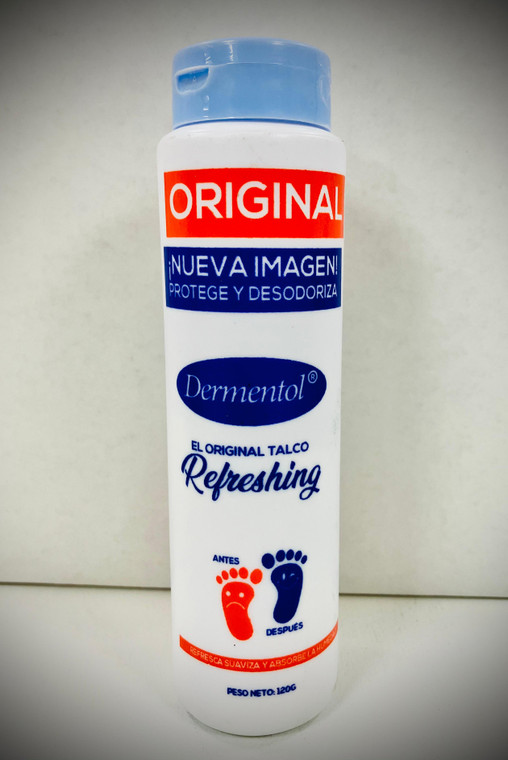 ORIGINAL
¡NUEVA IMAGEN!
PROTEGE Y DESODORIZA
Dermentol®
EL ORIGINAL TALCO
Refreshing
ANTES
DESPUÉS
REFRESCA SUAVIZA Y ABSORBE LA
PESO NETO: 120G